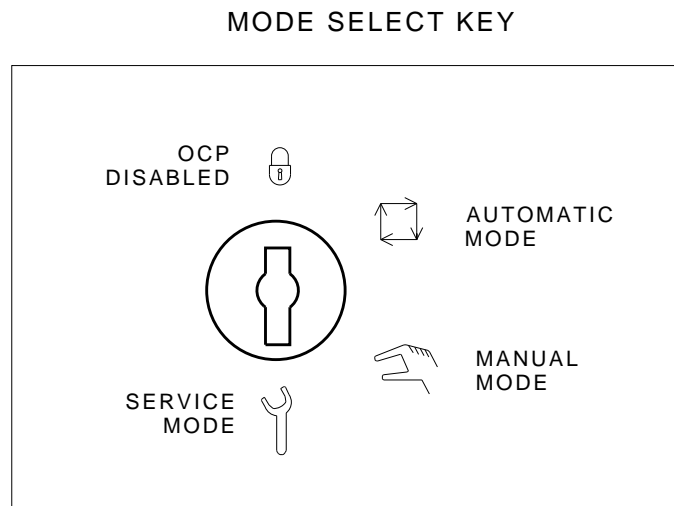 MODE SELECT KEY
OCP
DISABLED
AUTOMATIC
MODE
MANUAL
MODE
SERVICE
MODE